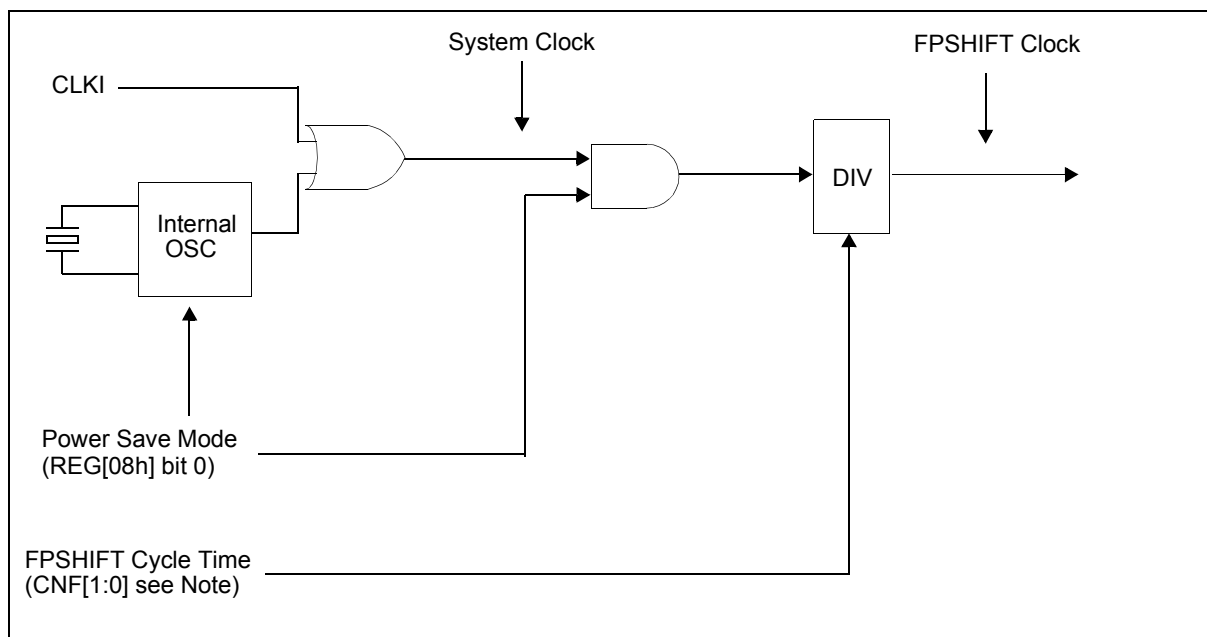 System Clock
FPSHIFT Clock
CLKI
DIV
Internal
OSC
Power Save Mode
(REG[08h] bit 0)
FPSHIFT Cycle Time
(CNF[1:0] see Note)